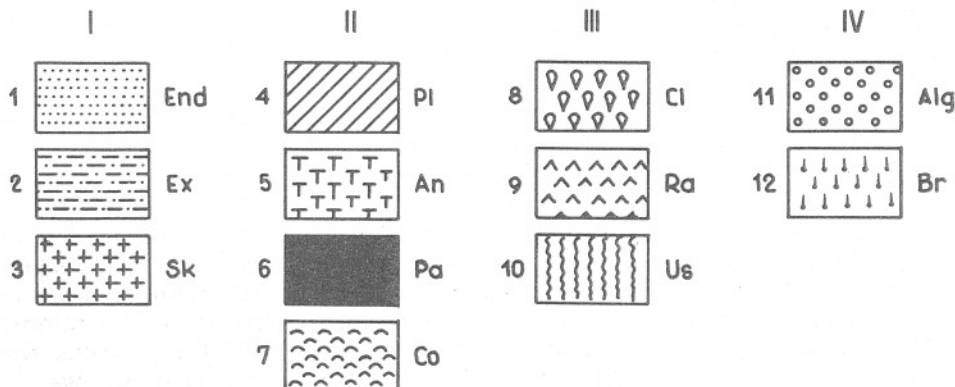 I II III IV
1 End 4 Pl 8 Cl 11 Alg
2 Ex 5 An 9 Ra 12 Br
3 Sk 6 Pa 10 Us
7 Co